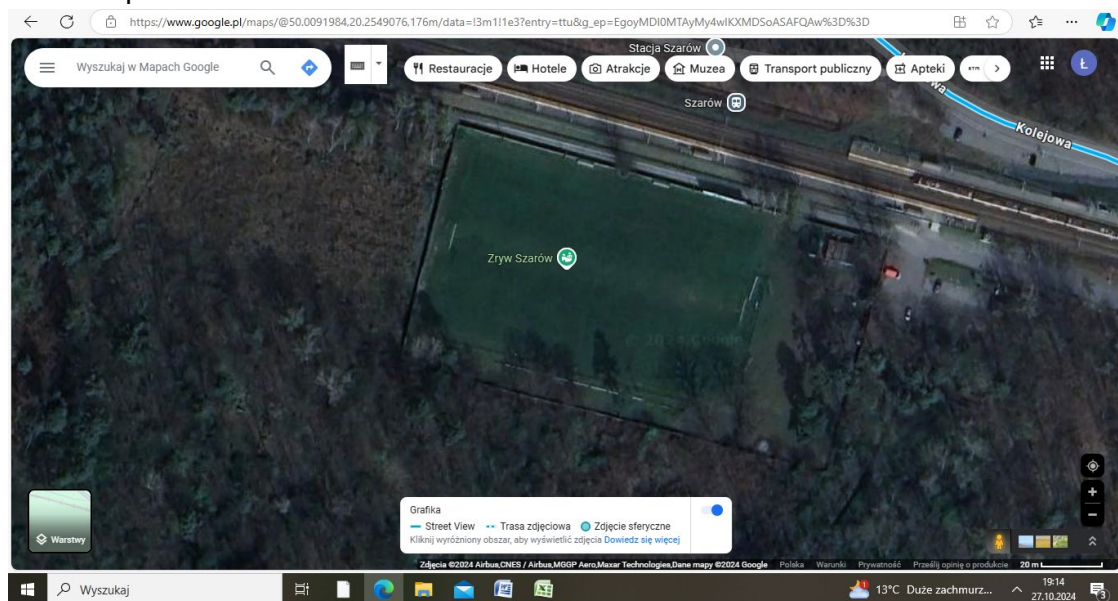 https://www.google.pl/maps/@50.0091984,20.2549076,176m/data=!3m1!1e3?entry=ttu&g_ep=EgoyMDI0MTAyMy4wIKXMDSoASAFQAw%3D%3D
Stacja Szarów
Wyszukaj w Mapach Google
Restauracje
Hotele
Atrakcje
Muzea
Transport publiczny
Apteki
Ł
Szarów
Kolejowa
Zryw Szarów
© 2024 Google
Grafika
Street View Trasa zdjęciowa Zdjęcie sferyczne
Kliknij wyróżniony obszar, aby wyświetlić zdjęcia Dowiedz się więcej
Warstwy
Zdjęcia ©2024 Airbus,CNES / Airbus,MGGP Aero,Maxar Technologies,Dane mapy ©2024 Google Polska Warunki Prywatność Prześlij opinię o produkcie 20 m
Wyszukaj
13°C Duże zachmurz...
19:14
27.10.2024
3